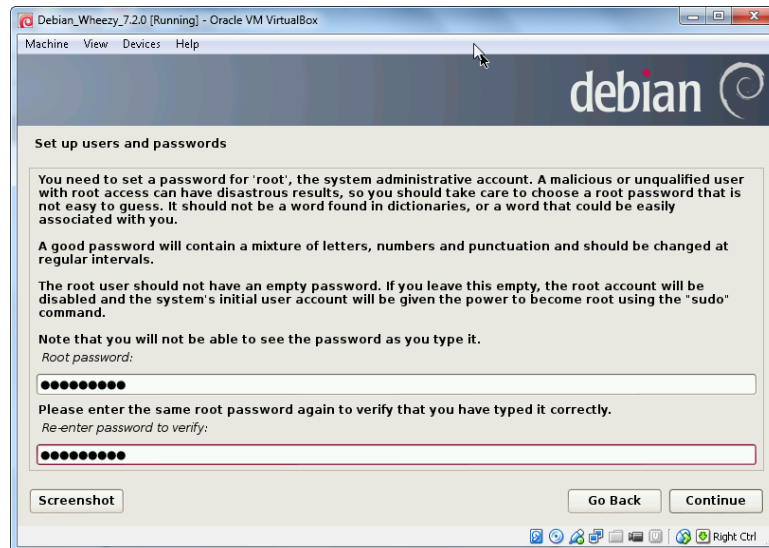 Debian_Wheezy_7.2.0 [Running] - Oracle VM VirtualBox
Machine View Devices Help
debian
Set up users and passwords
You need to set a password for 'root', the system administrative account. A malicious or unqualified user
with root access can have disastrous results, so you should take care to choose a root password that is
not easy to guess. It should not be a word found in dictionaries, or a word that could be easily
associated with you.
A good password will contain a mixture of letters, numbers and punctuation and should be changed at
regular intervals.
The root user should not have an empty password. If you leave this empty, the root account will be
disabled and the system's initial user account will be given the power to become root using the "sudo"
command.
Note that you will not be able to see the password as you type it.
Root password:
●●●●●●●●●
Please enter the same root password again to verify that you have typed it correctly.
Re-enter password to verify:
●●●●●●●●●
Screenshot Go Back Continue
Right Ctrl